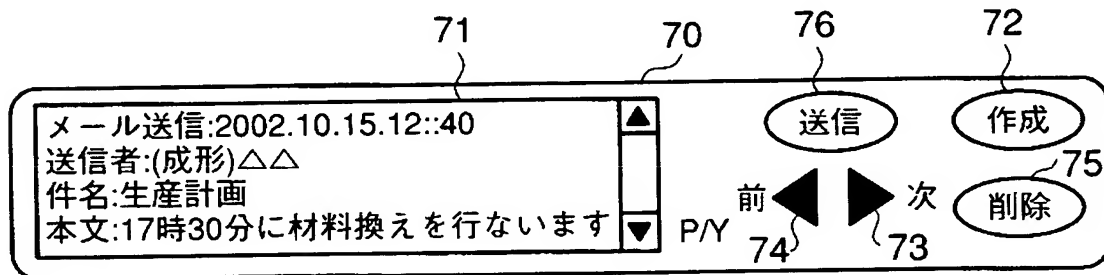 71
70
76
72
メール送信:2002.10.15.12::40
送信者:(成形)△△
件名:生産計画
本文:17時30分に材料換えを行ないます
P/Y
送信
作成
75
前
次
削除
74
73